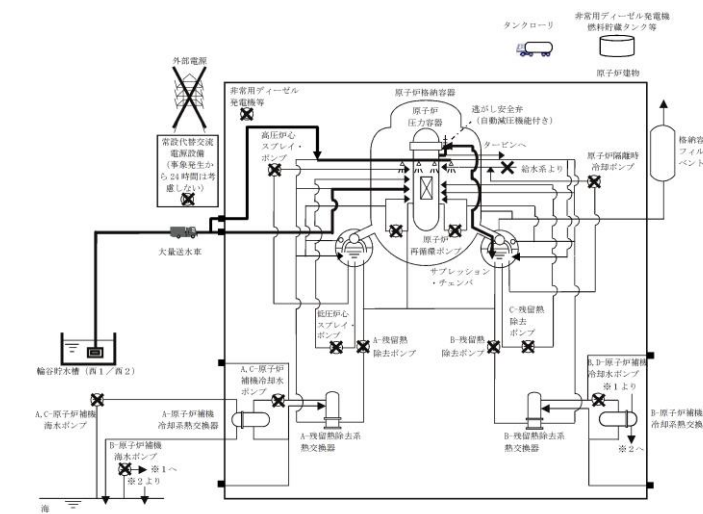 タンクローリ
非常用ディーゼル発電機
燃料貯蔵タンク等
原子炉建物
外部電源
非常用ディーゼル
発電機等
原子炉格納容器
原子炉
圧力容器
逃がし安全弁
(自動減圧機能付き)
高圧炉心
スプレイ・
ポンプ
タービンへ
給水系より
原子炉隔離時
冷却ポンプ
格納容
フィル
ベント
常設代替交流
電源設備
(事象発生か
ら24時間は考
慮しない)
大量送水車
原子炉
再循環ポンプ
サプレッション
・チェンバ
低圧炉心
スプレイ・
ポンプ
A-残留熱
除去ポンプ
B-残留熱
除去ポンプ
C-残留熱
除去
ポンプ
輪谷貯水槽(西1/西2)
A,C-原子炉補機
海水ポンプ
A-原子炉補機
冷却系熱交換器
A,C-原子炉
補機冷却水
ポンプ
A-残留熱除去系
熱交換器
B-残留熱除去系
熱交換器
B,D-原子炉補機
冷却水ポンプ
※1より
B-原子炉補機
冷却系熱交換
※2へ
B-原子炉補機
海水ポンプ
※1へ
※2より
海